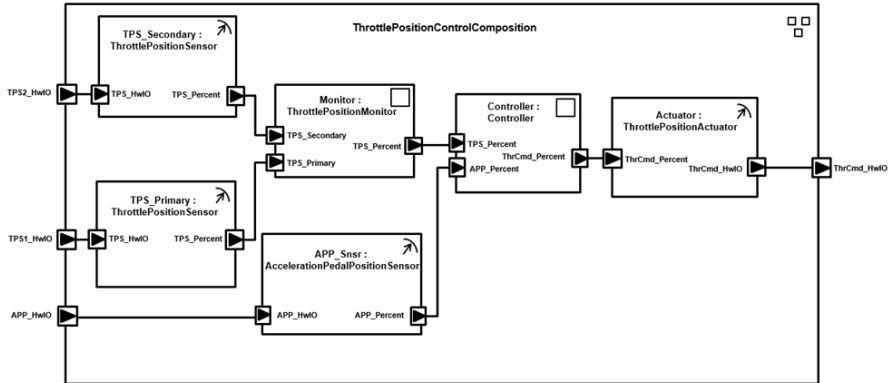 ThrottlePositionControlComposition
TPS_Secondary :
ThrottlePositionSensor
TPS2_HwIO
TPS_HwIO
TPS_Percent
Monitor :
ThrottlePositionMonitor
TPS_Secondary
TPS_Percent
TPS_Primary
Controller :
Controller
TPS_Percent
ThrCmd_Percent
APP_Percent
Actuator :
ThrottlePositionActuator
ThrCmd_Percent
ThrCmd_HwIO
ThrCmd_HwIO
TPS_Primary :
ThrottlePositionSensor
TPS1_HwIO
TPS_HwIO
TPS_Percent
APP_Snsr :
AccelerationPedalPositionSensor
APP_HwIO
APP_HwIO
APP_Percent